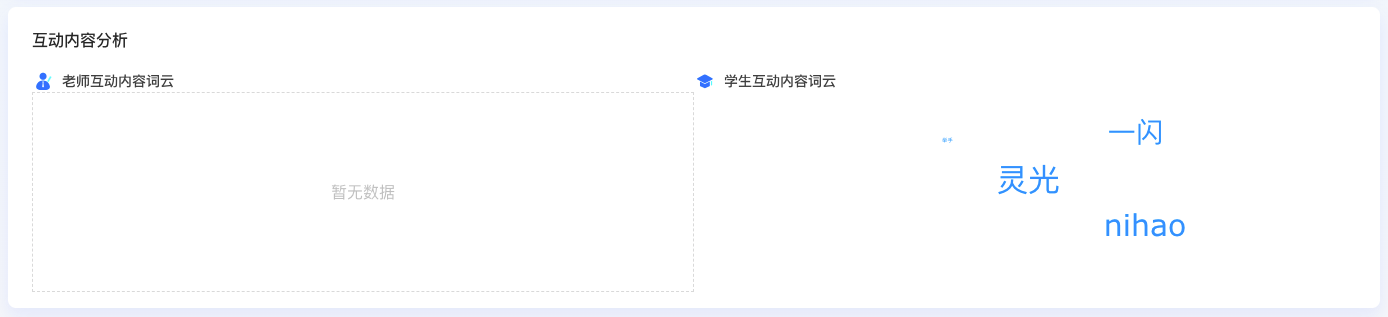 互动内容分析
老师互动内容词云
学生互动内容词云
暂无数据
一闪
灵光
nihao